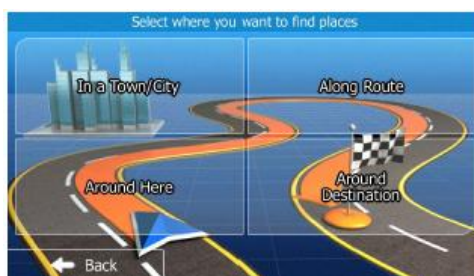 Select where you want to find places
In a Town/City
Along Route
Around Here
Around
Destination
Back